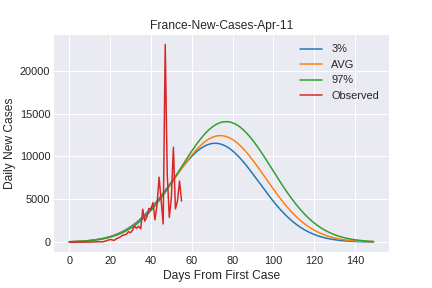 France-New-Cases-Apr-11
3%
AVG
97%
Observed
Daily New Cases
20000
15000
10000
5000
0
0 20 40 60 80 100 120 140
Days From First Case